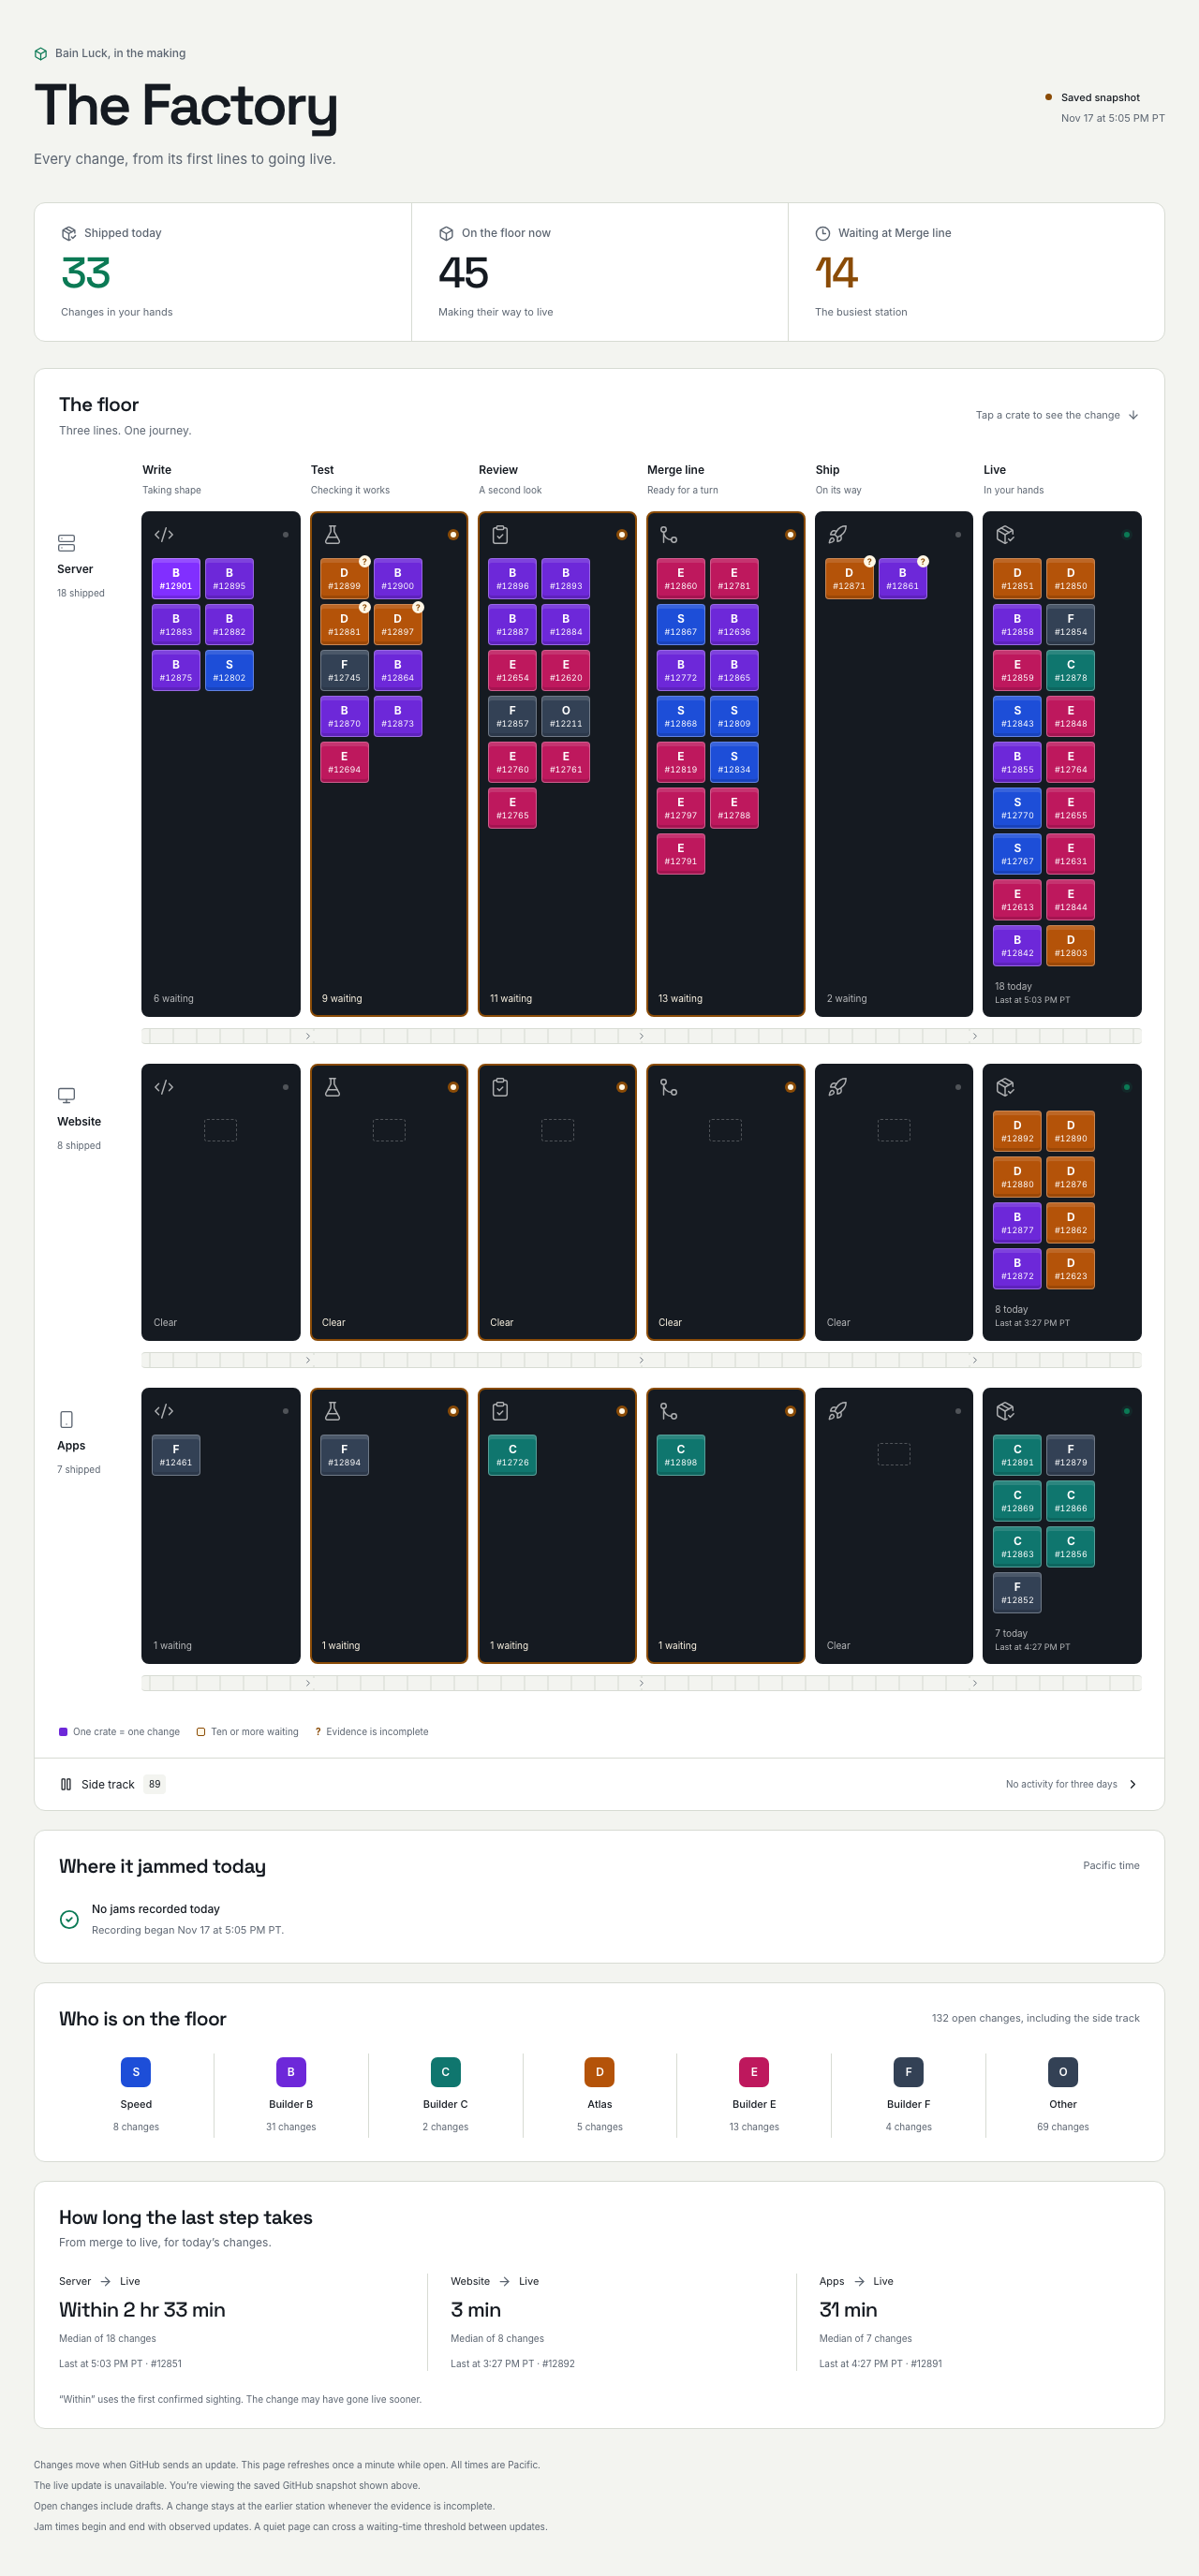 Bain Luck, in the making
The Factory
Every change, from its first lines to going live.
Saved snapshot
Nov 17 at 5:05 PM PT
Shipped today
33
Changes in your hands
On the floor now
45
Making their way to live
Waiting at Merge line
14
The busiest station
The floor
Three lines. One journey.
Tap a crate to see the change
Write
Taking shape
Test
Checking it works
Review
A second look
Merge line
Ready for a turn
Ship
On its way
Live
In your hands
Server
18 shipped
B #12901
B #12895
B #12883
B #12882
B #12875
S #12802
6 waiting
D #12899 ?
B #12900
D #12881 ?
D #12897 ?
F #12745
B #12864
B #12870
B #12873
E #12694
9 waiting
B #12896
B #12893
B #12887
B #12884
E #12654
E #12620
F #12857
O #12211
E #12760
E #12761
E #12765
11 waiting
E #12860
E #12781
S #12867
B #12636
B #12772
B #12865
S #12868
S #12809
E #12819
S #12834
E #12797
E #12788
E #12791
13 waiting
D #12871 ?
B #12861 ?
2 waiting
D #12851
D #12850
B #12858
F #12854
E #12859
C #12878
S #12843
E #12848
B #12855
E #12764
S #12770
E #12655
S #12767
E #12631
E #12613
E #12844
B #12842
D #12803
18 today
Last at 5:03 PM PT
Website
8 shipped
Clear
Clear
Clear
Clear
Clear
D #12892
D #12890
D #12880
D #12876
B #12877
D #12862
B #12872
D #12623
8 today
Last at 3:27 PM PT
Apps
7 shipped
F #12461
1 waiting
F #12894
1 waiting
C #12726
1 waiting
C #12898
1 waiting
Clear
C #12891
F #12879
C #12869
C #12866
C #12863
C #12856
F #12852
7 today
Last at 4:27 PM PT
One crate = one change
Ten or more waiting
? Evidence is incomplete
Side track 89
No activity for three days
Where it jammed today
Pacific time
No jams recorded today
Recording began Nov 17 at 5:05 PM PT.
Who is on the floor
132 open changes, including the side track
S
Speed
8 changes
B
Builder B
31 changes
C
Builder C
2 changes
D
Atlas
5 changes
E
Builder E
13 changes
F
Builder F
4 changes
O
Other
69 changes
How long the last step takes
From merge to live, for today's changes.
Server → Live
Within 2 hr 33 min
Median of 18 changes
Last at 5:03 PM PT · #12851
Website → Live
3 min
Median of 8 changes
Last at 3:27 PM PT · #12892
Apps → Live
31 min
Median of 7 changes
Last at 4:27 PM PT · #12891
“Within” uses the first confirmed sighting. The change may have gone live sooner.
Changes move when GitHub sends an update. This page refreshes once a minute while open. All times are Pacific.
The live update is unavailable. You're viewing the saved GitHub snapshot shown above.
Open changes include drafts. A change stays at the earlier station whenever the evidence is incomplete.
Jam times begin and end with observed updates. A quiet page can cross a waiting-time threshold between updates.